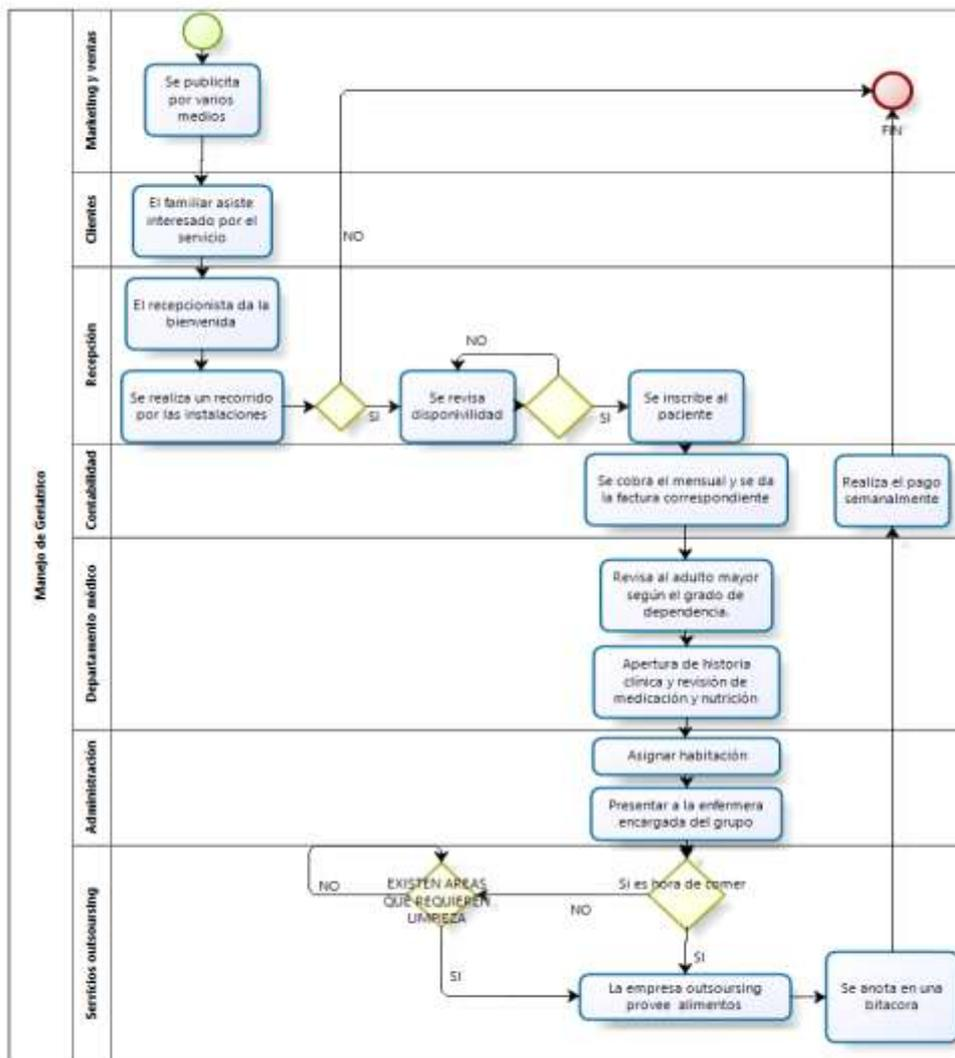 Manejo de Geriatrico
Marketing y ventas
Se publicita
por varios
medios
FIN
Clientes
El familiar asiste
interesado por el
servicio
NO
Recepción
El recepcionista da la
bienvenida
Se realiza un recorrido
por las instalaciones
SI
NO
Se revisa
disponivilidad
SI
Se inscribe al
paciente
Contabilidad
Se cobra el mensual y se da
la factura correspondiente
Realiza el pago
semanalmente
Departamento médico
Revisa al adulto mayor
según el grado de
dependencia.
Apertura de historia
clínica y revisión de
medicación y nutrición
Administración
Asignar habitación
Presentar a la enfermera
encargada del grupo
Servicios outsoursing
NO
EXISTEN AREAS
QUE REQUIEREN
LIMPIEZA
NO
Si es hora de comer
SI
SI
La empresa outsoursing
provee alimentos
Se anota en una
bitacora